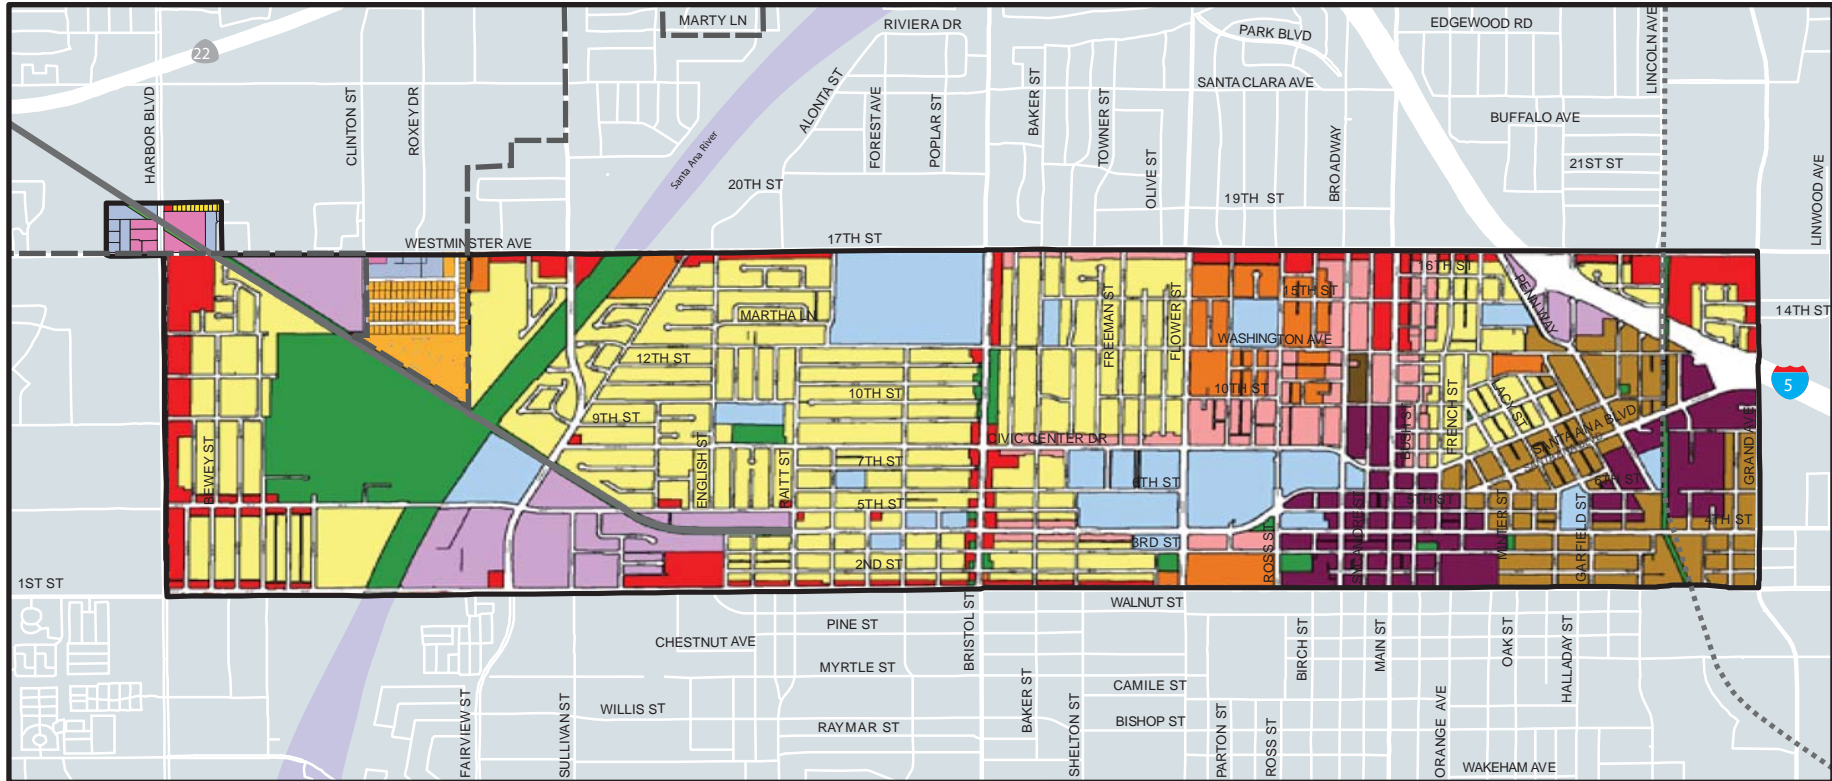 MARTY LN
RIVIERA DR
EDGEWOOD RD
PARK BLVD
LINCOLN AVE
22
SANTA CLARA AVE
HARBOR BLVD
CLINTON ST
ROXEY DR
ALONTA ST
FOREST AVE
POPLAR ST
BAKER ST
TOWNER ST
OLIVE ST
BROADWAY
BUFFALO AVE
21ST ST
Santa Ana River
20TH ST
19TH ST
LINWOOD AVE
WESTMINSTER AVE
17TH ST
16TH ST
PENN WAY
15TH ST
14TH ST
MARTHA LN
FREEMAN ST
FLOWER ST
WASHINGTON AVE
12TH ST
10TH ST
10TH ST
5
LACY ST
9TH ST
FRENCH ST
BUSH ST
SANTA ANA BLVD
CIVIC CENTER DR
GRAND AVE
DEWEY ST
ENGLISH ST
RAITT ST
7TH ST
6TH ST
6TH ST
5TH ST
5TH ST
4TH ST
MINTER ST
GARFIELD ST
3RD ST
ROSS ST
SYCAMORE ST
2ND ST
1ST ST
WALNUT ST
PINE ST
CHESTNUT AVE
BRISTOL ST
BIRCH ST
MAIN ST
OAK ST
HALLADAY ST
MYRTLE ST
CAMILE ST
WILLIS ST
BISHOP ST
RAYMAR ST
FAIRVIEW ST
SULLIVAN ST
BAKER ST
SHELTON ST
PARTON ST
ROSS ST
ORANGE AVE
WAKEHAM AVE